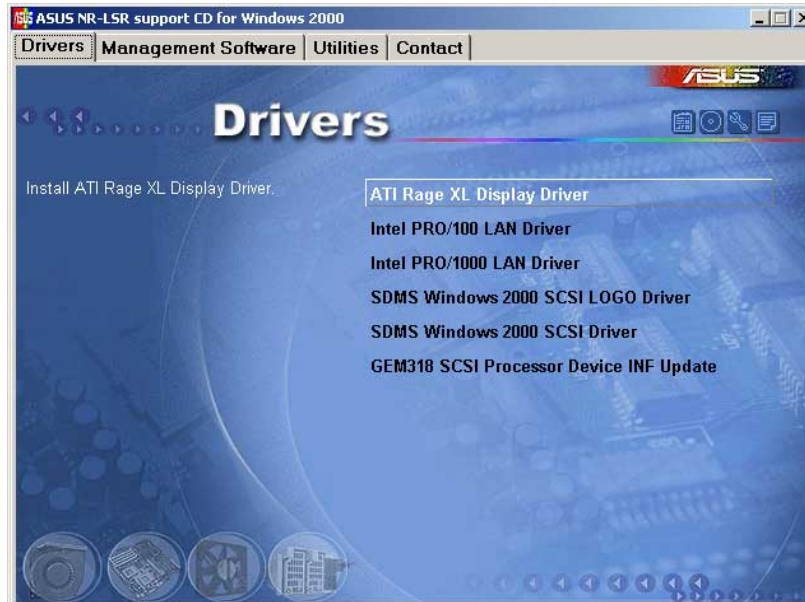 ASUS NR-LSR support CD for Windows 2000
Drivers Management Software Utilities Contact
ASUS
Drivers
Install ATI Rage XL Display Driver.
ATI Rage XL Display Driver
Intel PRO/100 LAN Driver
Intel PRO/1000 LAN Driver
SDMS Windows 2000 SCSI LOGO Driver
SDMS Windows 2000 SCSI Driver
GEM318 SCSI Processor Device INF Update